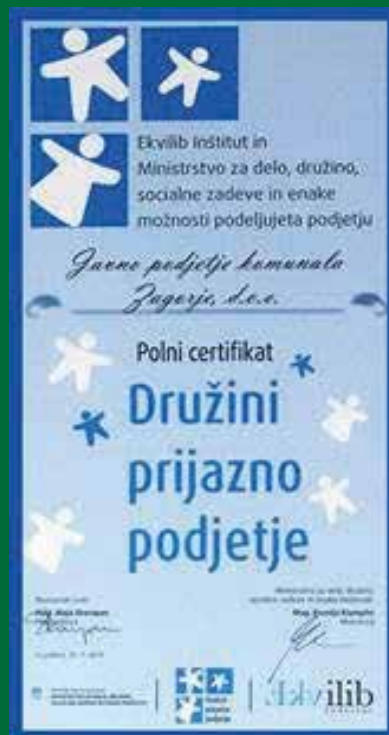 Ekvilib Inštitut in
Ministrstvo za delo, družino,
socialne zadeve in enake
možnosti podeljujeta podjetju
Javno podjetje komunala
Zagorje, d.o.o.
Polni certifikat
Družini
prijazno
podjetje
Ekvilib